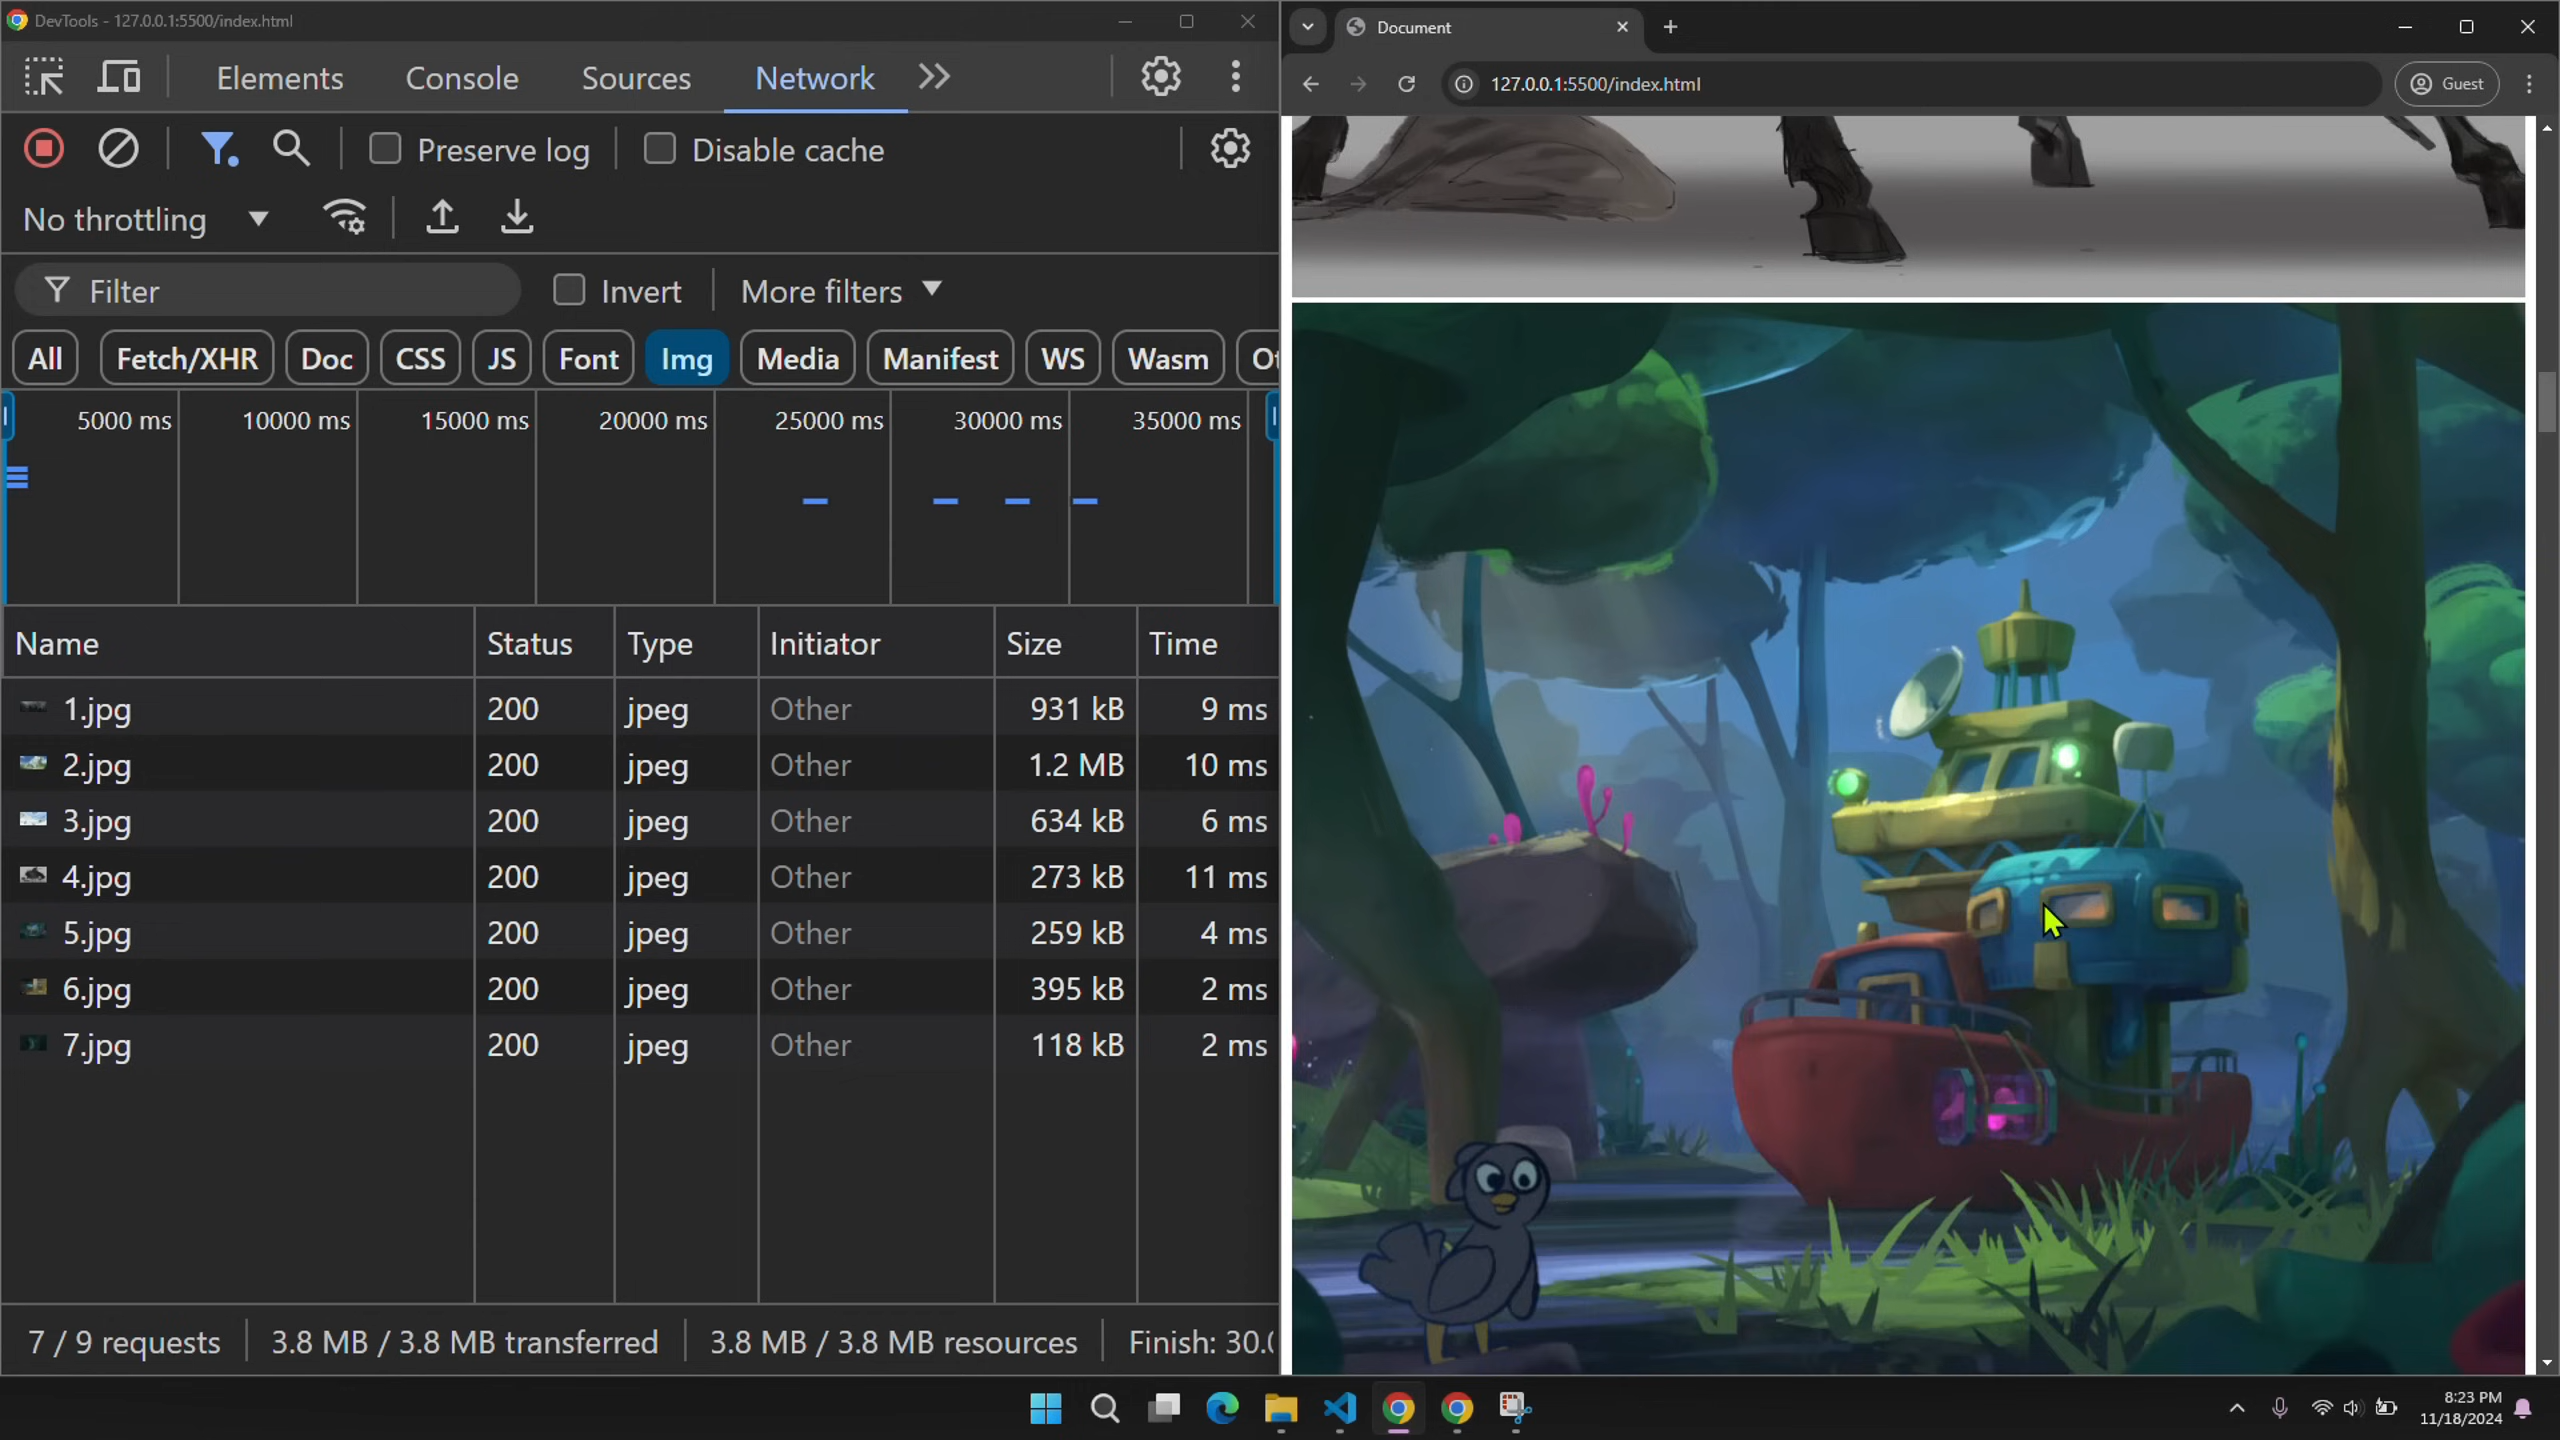 DevTools - 127.0.0.1:5500/index.html
Elements Console Sources Network
Preserve log Disable cache
No throttling
Filter Invert More filters
All Fetch/XHR Doc CSS JS Font Img Media Manifest WS Wasm Ot
5000 ms 10000 ms 15000 ms 20000 ms 25000 ms 30000 ms 35000 ms
Name Status Type Initiator Size Time
1.jpg 200 jpeg Other 931 kB 9 ms
2.jpg 200 jpeg Other 1.2 MB 10 ms
3.jpg 200 jpeg Other 634 kB 6 ms
4.jpg 200 jpeg Other 273 kB 11 ms
5.jpg 200 jpeg Other 259 kB 4 ms
6.jpg 200 jpeg Other 395 kB 2 ms
7.jpg 200 jpeg Other 118 kB 2 ms
7 / 9 requests 3.8 MB / 3.8 MB transferred 3.8 MB / 3.8 MB resources Finish: 30.0
Document
127.0.0.1:5500/index.html Guest
8:23 PM
11/18/2024